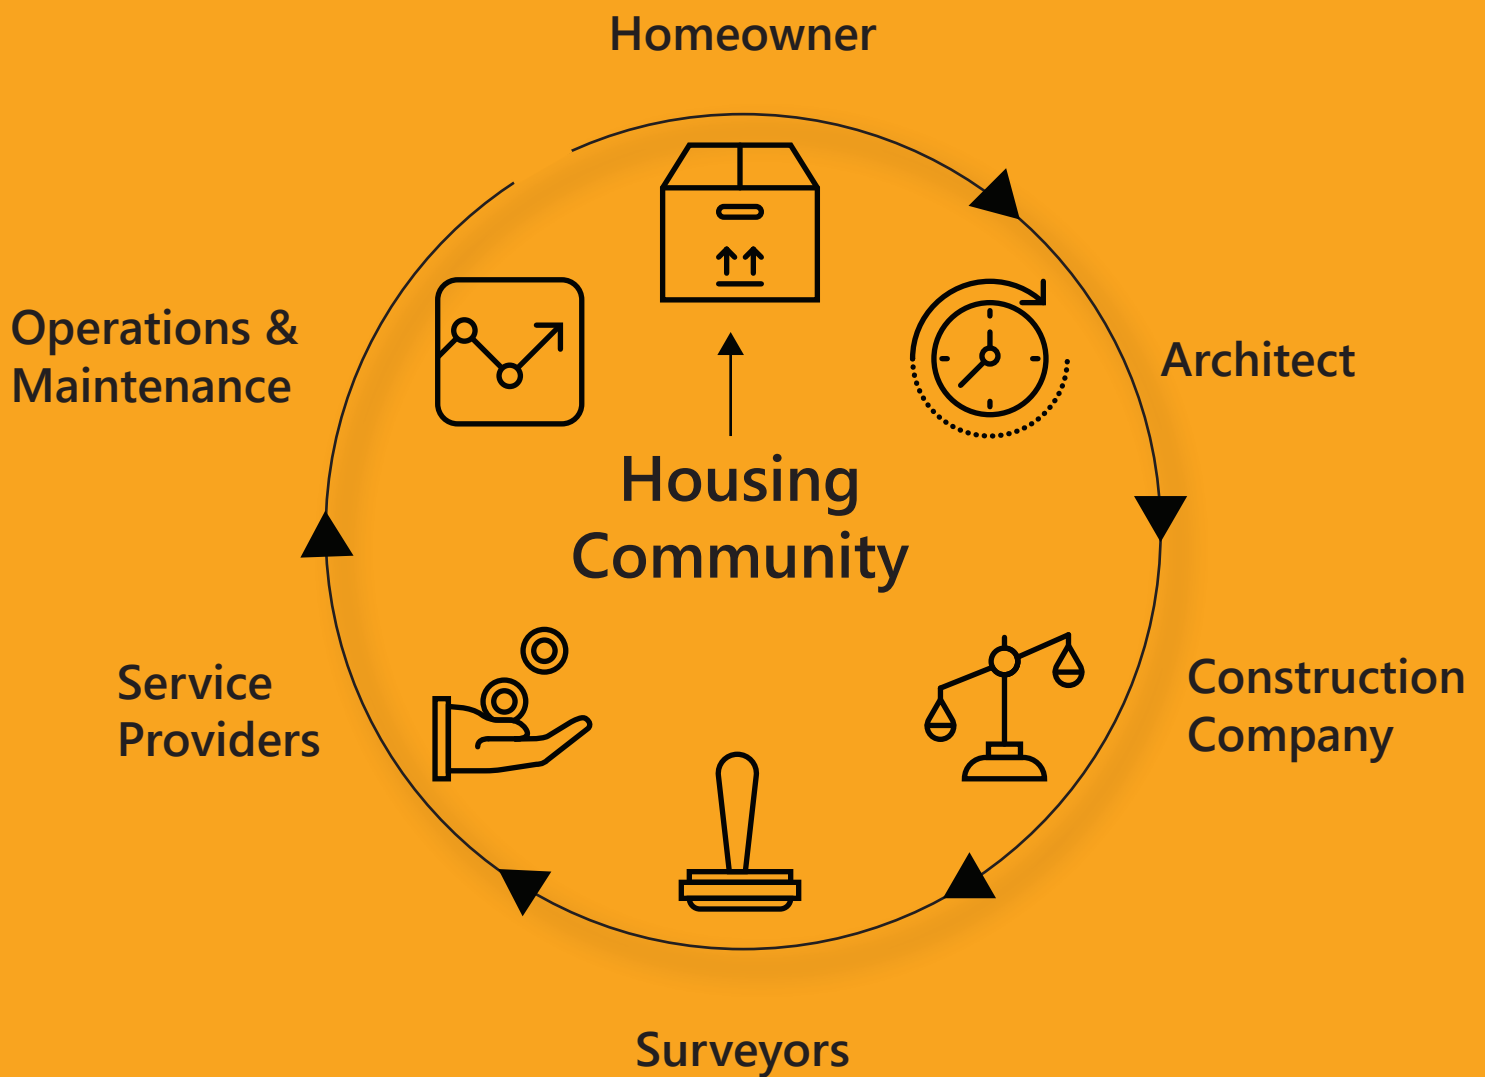 Homeowner
Operations &
Maintenance
Architect
Housing
Community
Service
Providers
Construction
Company
Surveyors